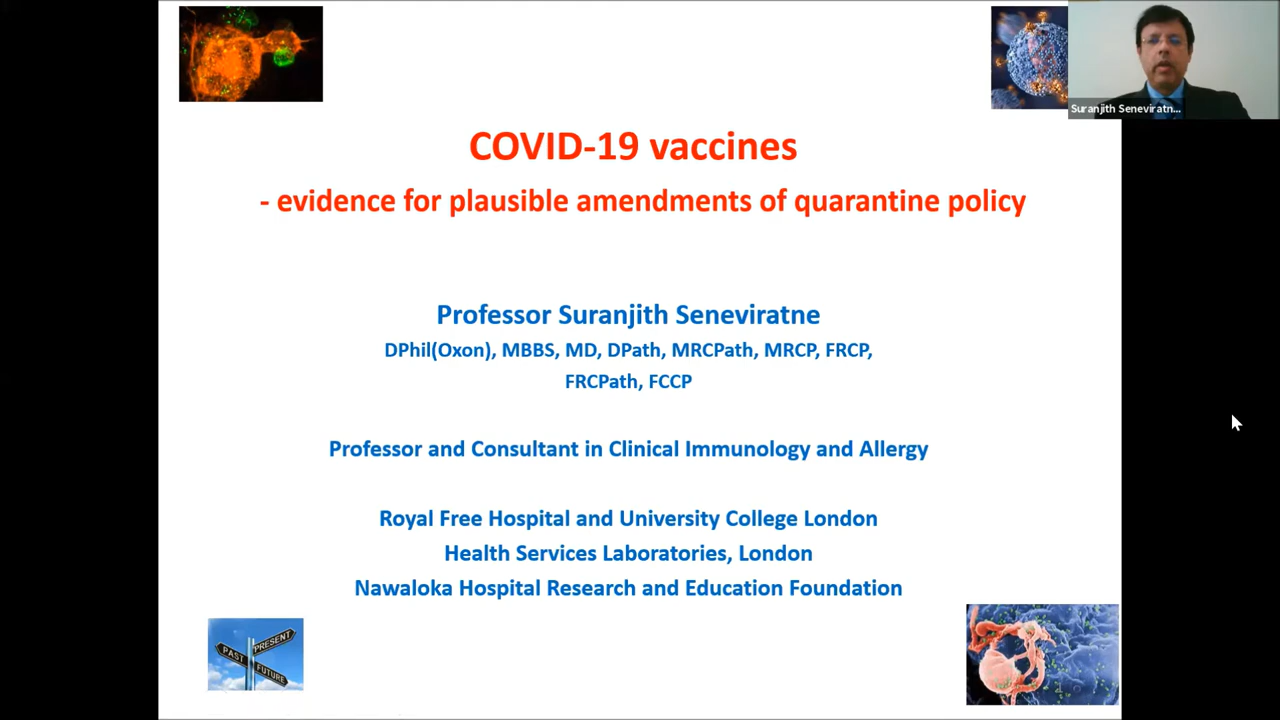 Suranjith Seneviratn...
COVID-19 vaccines
- evidence for plausible amendments of quarantine policy
Professor Suranjith Seneviratne
DPhil(Oxon), MBBS, MD, DPath, MRCPath, MRCP, FRCP,
FRCPath, FCCP
Professor and Consultant in Clinical Immunology and Allergy
Royal Free Hospital and University College London
Health Services Laboratories, London
Nawaloka Hospital Research and Education Foundation
PRESENT
PAST
FUTURE